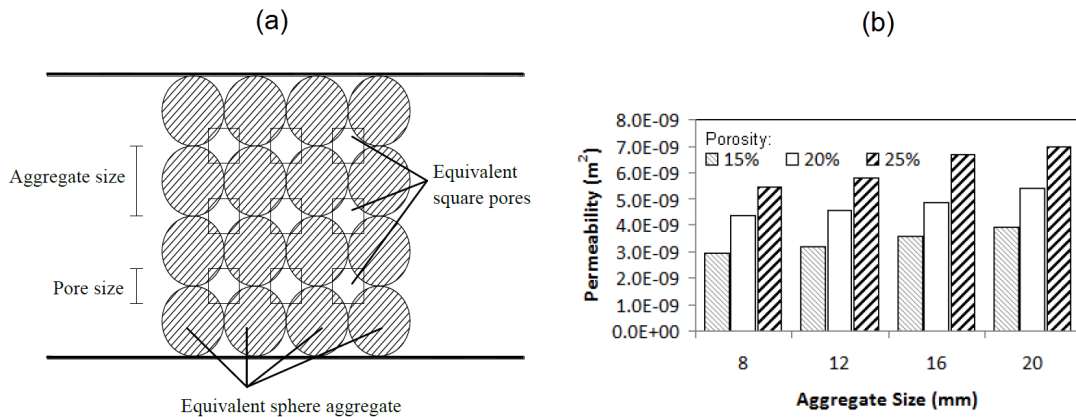 (a)
Aggregate size
Pore size
Equivalent
square pores
Equivalent sphere aggregate
(b)
Permeability (m²)
8.0E-09
7.0E-09
6.0E-09
5.0E-09
4.0E-09
3.0E-09
2.0E-09
1.0E-09
0.0E+00
Porosity:
15% 20% 25%
8 12 16 20
Aggregate Size (mm)